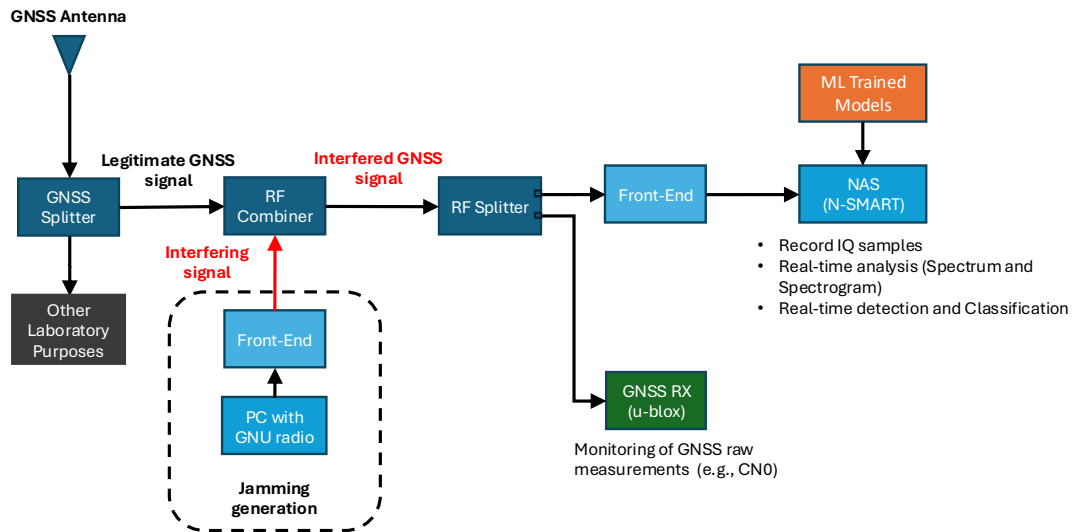 GNSS Antenna
ML Trained
Models
Legitimate GNSS
signal
Interfered GNSS
signal
GNSS
Splitter
RF
Combiner
RF Splitter
Front-End
NAS
(N-SMART)
Interfering
signal
• Record IQ samples
• Real-time analysis (Spectrum and
Spectrogram)
• Real-time detection and Classification
Other
Laboratory
Purposes
Front-End
PC with
GNU radio
Jamming
generation
GNSS RX
(u-blox)
Monitoring of GNSS raw
measurements (e.g., CN0)